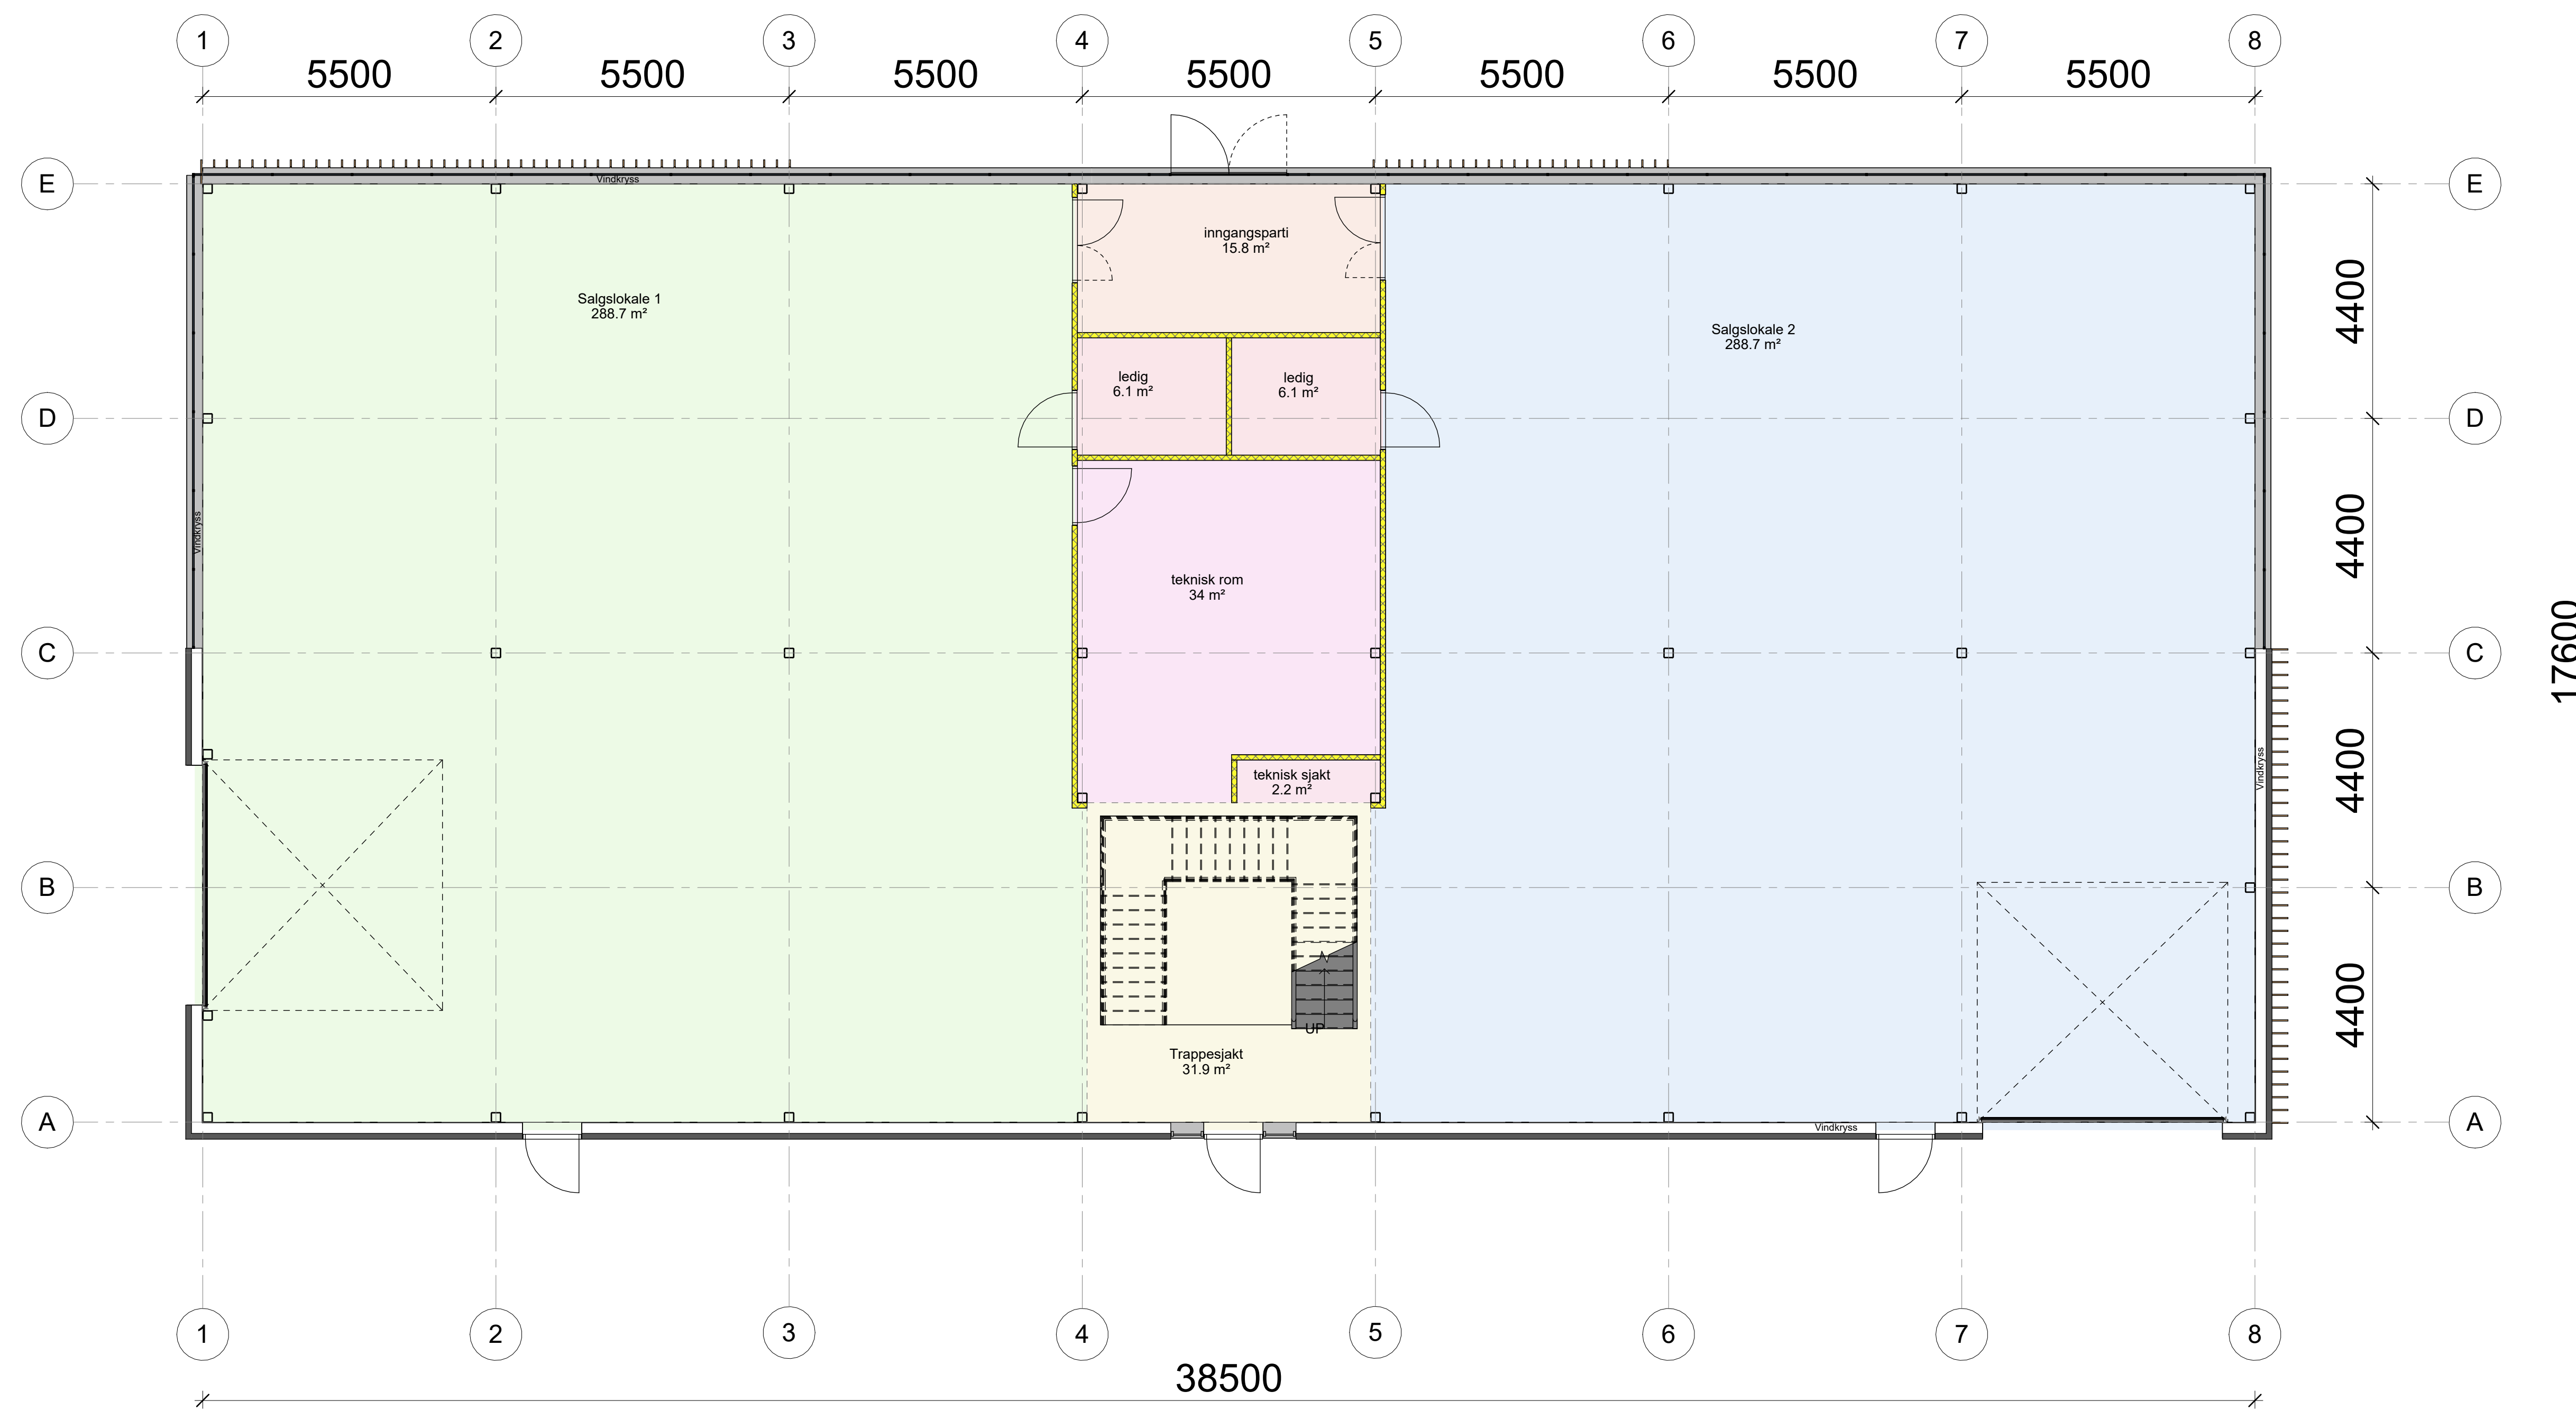 1 2 3 4 5 6 7 8
5500 5500 5500 5500 5500 5500 5500
E E
Vindkryss
inngangsparti
15.8 m²
Salgslokale 1
288.7 m²
Salgslokale 2
288.7 m²
4400
ledig
6.1 m²
ledig
6.1 m²
D D
Vindkryss
4400
teknisk rom
34 m²
C C
17600
teknisk sjakt
2.2 m²
Vindkryss
4400
B B
UP
4400
Trappesjakt
31.9 m²
A A
Vindkryss
1 2 3 4 5 6 7 8
38500